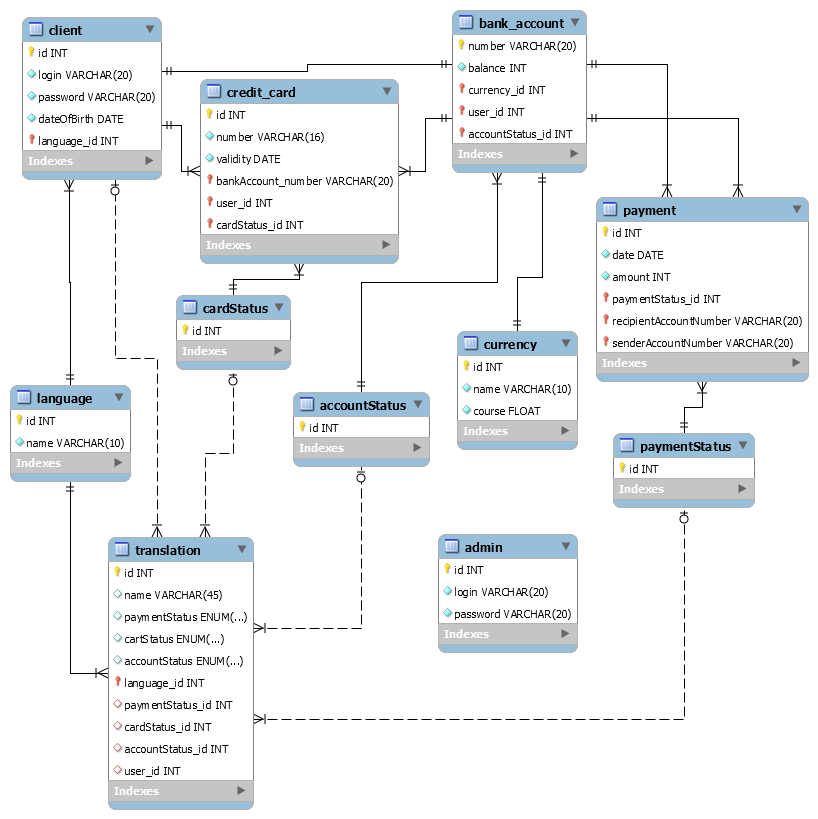 client
id INT
login VARCHAR(20)
password VARCHAR(20)
dateOfBirth DATE
language_id INT
Indexes
bank_account
number VARCHAR(20)
balance INT
currency_id INT
user_id INT
accountStatus_id INT
Indexes
credit_card
id INT
number VARCHAR(16)
validity DATE
bankAccount_number VARCHAR(20)
user_id INT
cardStatus_id INT
Indexes
payment
id INT
date DATE
amount INT
paymentStatus_id INT
recipientAccountNumber VARCHAR(20)
senderAccountNumber VARCHAR(20)
Indexes
cardStatus
id INT
Indexes
currency
id INT
name VARCHAR(10)
course FLOAT
Indexes
language
id INT
name VARCHAR(10)
Indexes
accountStatus
id INT
Indexes
paymentStatus
id INT
Indexes
translation
id INT
name VARCHAR(45)
paymentStatus ENUM(...)
cartStatus ENUM(...)
accountStatus ENUM(...)
language_id INT
paymentStatus_id INT
cardStatus_id INT
accountStatus_id INT
user_id INT
Indexes
admin
id INT
login VARCHAR(20)
password VARCHAR(20)
Indexes